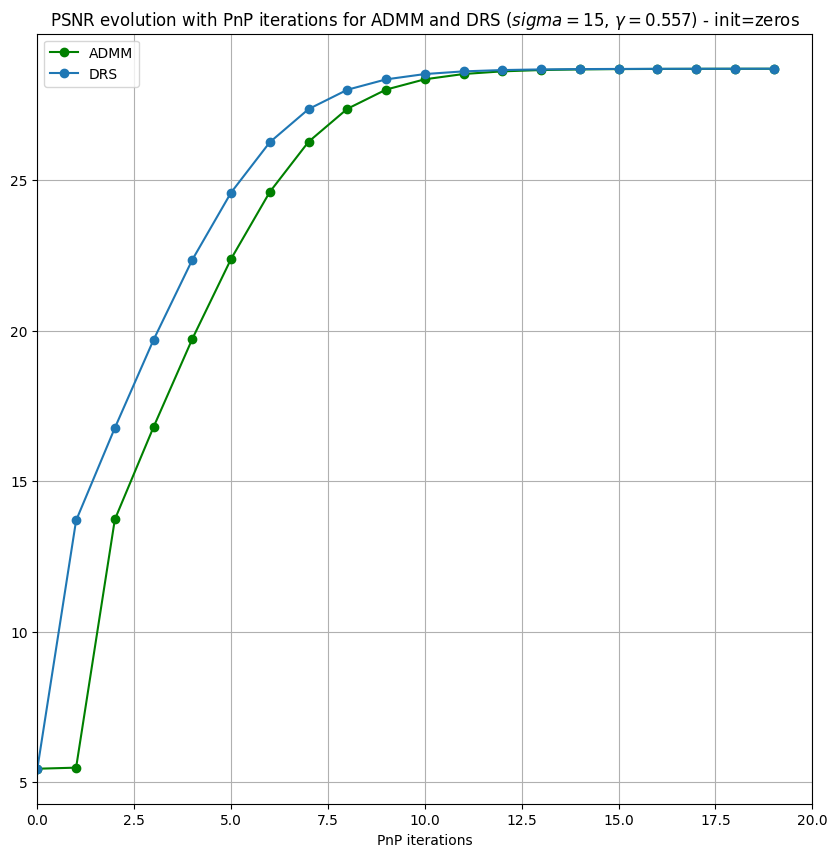 PSNR evolution with PnP iterations for ADMM and DRS (sigma = 15, γ = 0.557) - init=zeros
ADMM
DRS
25
20
15
10
5
0.0 2.5 5.0 7.5 10.0 12.5 15.0 17.5 20.0
PnP iterations